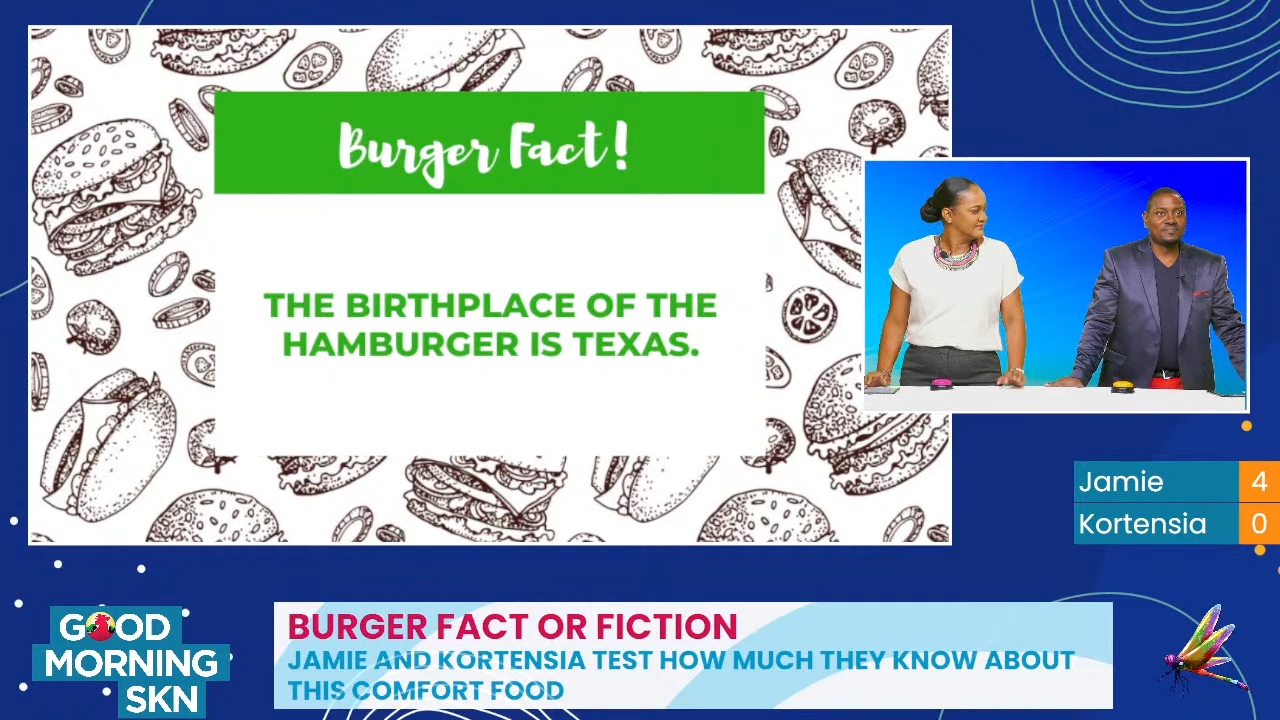 Burger Fact!
THE BIRTHPLACE OF THE
HAMBURGER IS TEXAS.
Jamie 4
Kortensia 0
BURGER FACT OR FICTION
JAMIE AND KORTENSIA TEST HOW MUCH THEY KNOW ABOUT
THIS COMFORT FOOD
GOOD
MORNING
SKN